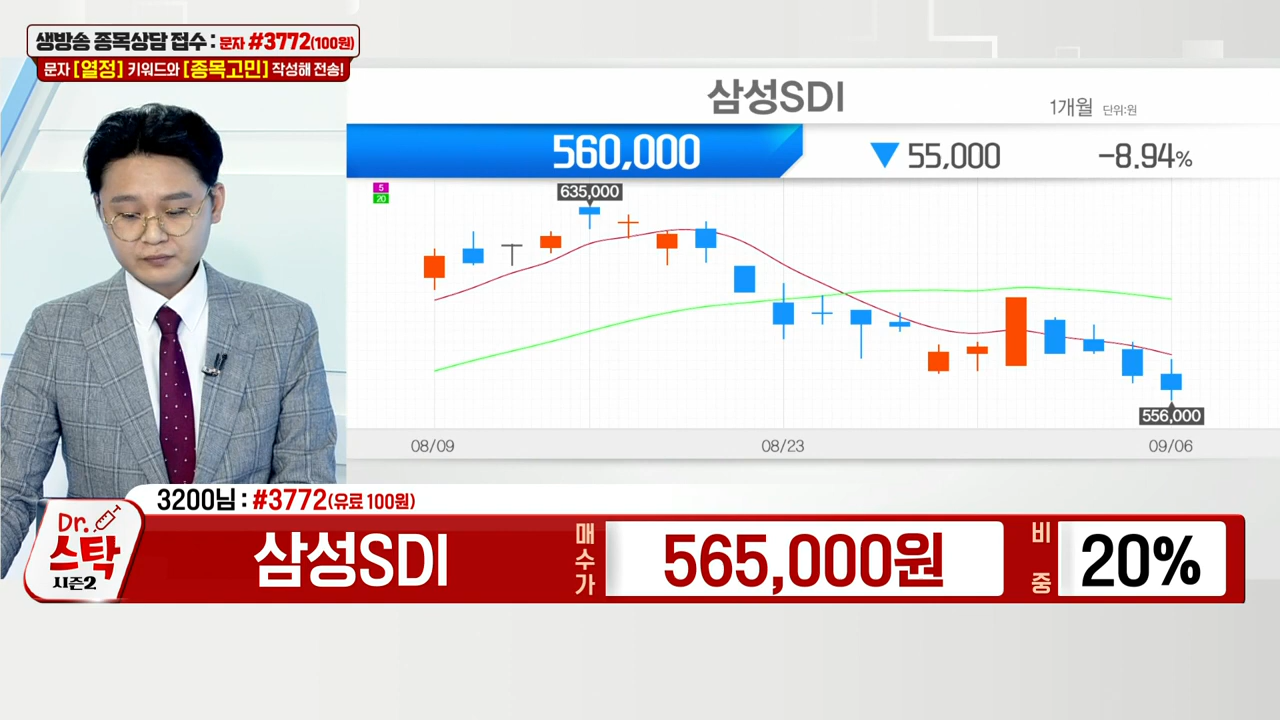 생방송 종목상담 접수 : 문자 #3772(100원)
문자 [열정] 키워드와 [종목고민] 작성해 전송!
삼성SDI
1개월 단위:원
560,000 ▼ 55,000 -8.94%
5
20
635,000
556,000
08/09 08/23 09/06
3200님 : #3772(유료 100원)
Dr.
스탁
시즌2
삼성SDI 매수가 565,000원 비중 20%